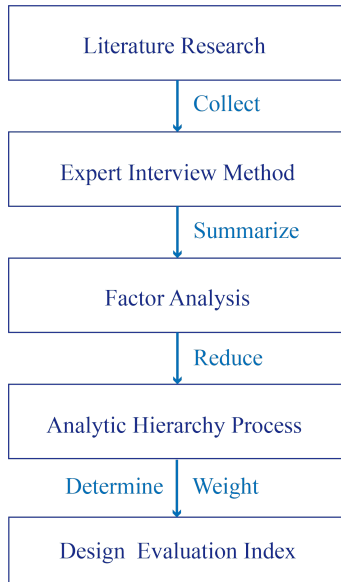 Literature Research
Collect
Expert Interview Method
Summarize
Factor Analysis
Reduce
Analytic Hierarchy Process
Determine Weight
Design Evaluation Index